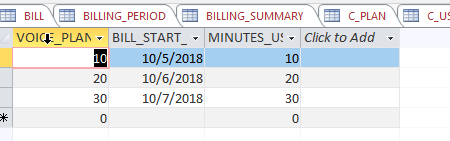 BILL BILLING_PERIOD BILLING_SUMMARY C_PLAN C_US
VOICE_PLAN BILL_START_ MINUTES_US Click to Add
10 10/5/2018 10
20 10/6/2018 20
30 10/7/2018 30
* 0 0